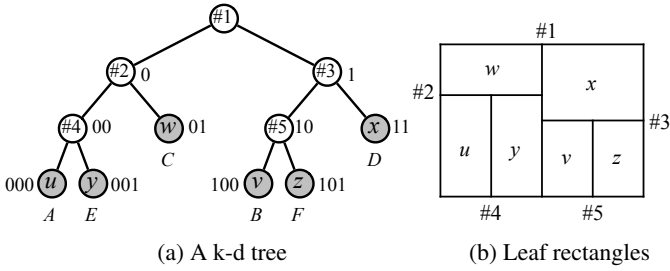 #1
#2 0 #3 1
#4 00 w 01 #5 10 x 11
C D
000 u y 001 100 v z 101
A E B F
(a) A k-d tree
#1
w x
#2
#3
u y v z
#4 #5
(b) Leaf rectangles